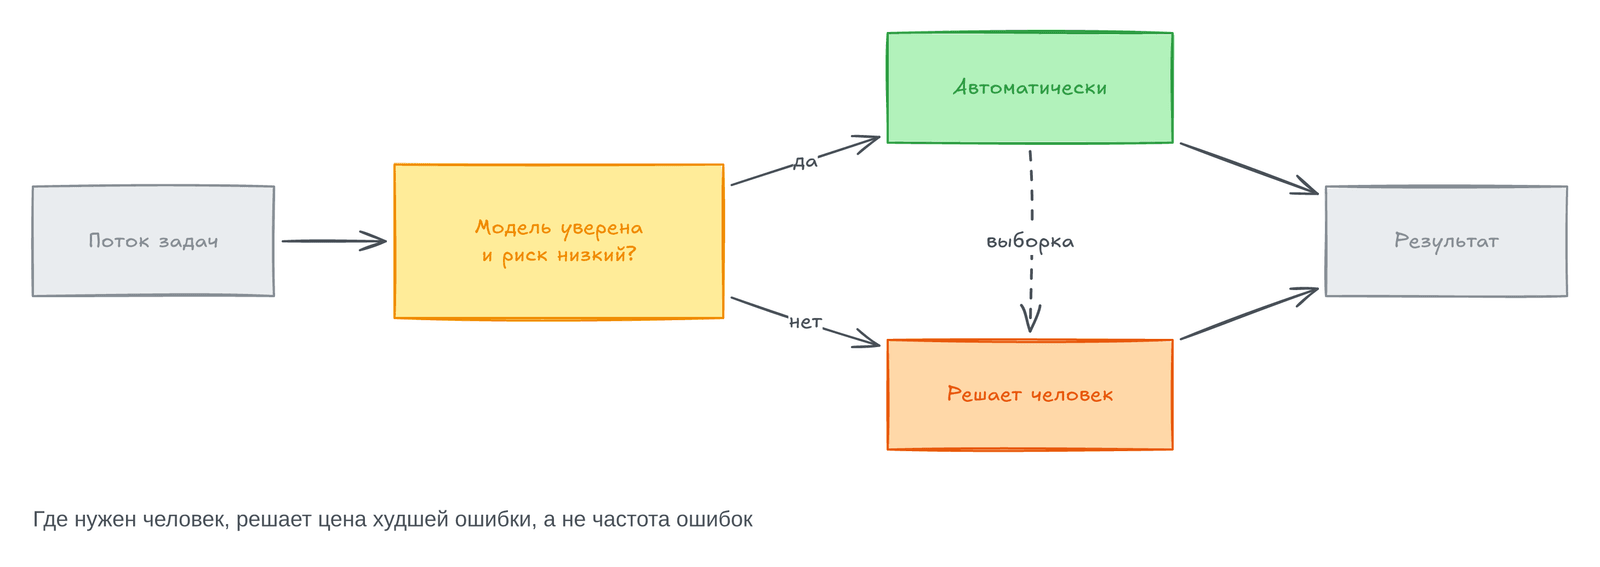 Автоматически
да
Поток задач
Модель уверена
и риск низкий?
выборка
Результат
нет
Решает человек
Где нужен человек, решает цена худшей ошибки, а не частота ошибок